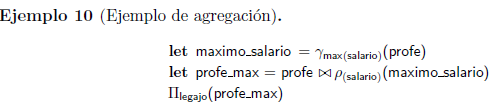 Ejemplo 10 (Ejemplo de agregación).
let maximo_salario = γmax(salario)(profe)
let profe_max = profe ⋈ ρ(salario)(maximo_salario)
Πlegajo(profe_max)